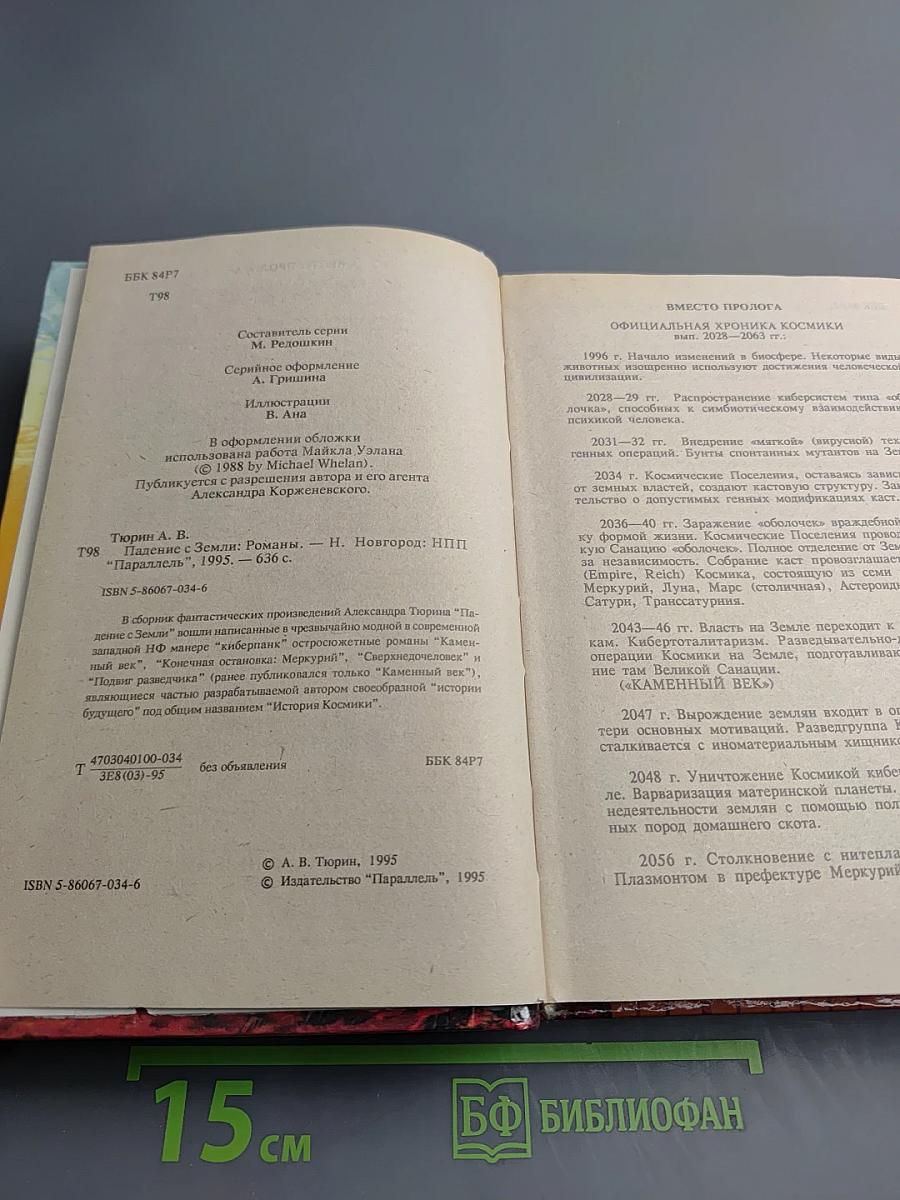 ББК 84Р7
Т98
Составитель серии
М. Редошкин
Серийное оформление
А. Гришина
Иллюстрации
В. Ана
В оформлении обложки
использована работа Майкла Уэлана
(© 1988 by Michael Whelan).
Публикуется с разрешения автора и его агента
Александра Корженевского.
Тюрин А. В.
Т98 Падение с Земли: Романы. — Н. Новгород: НПП
"Параллель", 1995. — 636 с.
ISBN 5-86067-034-6
В сборник фантастических произведений Александра Тюрина "Па-
дение с Земли" вошли написанные в чрезвычайно модной в современной
западной НФ манере "киберпанк" остросюжетные романы "Камен-
ный век", "Конечная остановка: Меркурий", "Сверхнедочеловек" и
"Подвиг разведчика" (ранее публиковался только "Каменный век"),
являющиеся частью разрабатываемой автором своеобразной "истории
будущего" под общим названием "История Космики".
Т 4703040100-034
3Е8(03)-95 без объявления ББК 84Р7
© А. В. Тюрин, 1995
ISBN 5-86067-034-6 © Издательство "Параллель", 1995
ВМЕСТО ПРОЛОГА
ОФИЦИАЛЬНАЯ ХРОНИКА КОСМИКИ
вып. 2028—2063 гг.:
1996 г. Начало изменений в биосфере. Некоторые виды
животных изощренно используют достижения человеческой
цивилизации.
2028—29 гг. Распространение киберсистем типа «об
лочка», способных к симбиотическому взаимодействи
психикой человека.
2031—32 гг. Внедрение «мягкой» (вирусной) тех
генных операций. Бунты спонтанных мутантов на Зе
2034 г. Космические Поселения, оставаясь завис
от земных властей, создают кастовую структуру. Зак
тельство о допустимых генных модификациях каст.
2036—40 гг. Заражение «оболочек» враждебной
ку формой жизни. Космические Поселения провод
кую Санацию «оболочек». Полное отделение от Зем
за независимость. Собрание каст провозглашает
(Empire, Reich) Космика, состоящую из семи
Меркурий, Луна, Марс (столичная), Астероиды
Сатурн, Транссатурния.
2043—46 гг. Власть на Земле переходит к
кам. Кибертоталитаризм. Разведывательно-д
операции Космики на Земле, подготавливаю
ние там Великой Санации.
(«КАМЕННЫЙ ВЕК»)
2047 г. Вырождение землян входит в оп
тери основных мотиваций. Разведгруппа К
сталкивается с иноматериальным хищнико
2048 г. Уничтожение Космикой кибе
ле. Варваризация материнской планеты.
недеятельности землян с помощью пол
ных пород домашнего скота.
2056 г. Столкновение с нитепла
Плазмонтом в префектуре Меркурий
15 см
БФ БИБЛИОФАН